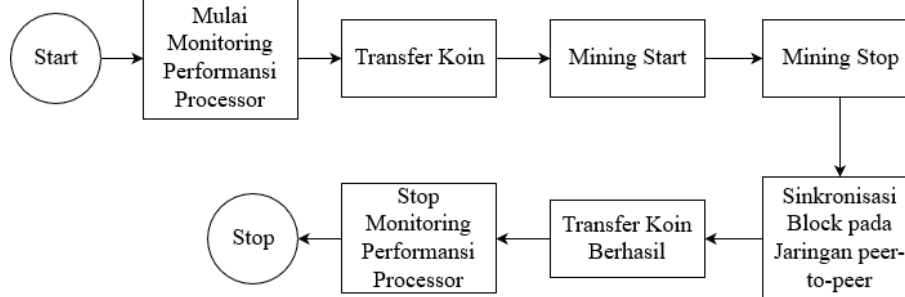 Start
Mulai
Monitoring
Performansi
Processor
Transfer Koin
Mining Start
Mining Stop
Sinkronisasi
Block pada
Jaringan peer-
to-peer
Transfer Koin
Berhasil
Stop
Monitoring
Performansi
Processor
Stop